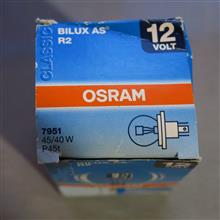 CLASSIC
BILUX AS®
R2
12
VOLT
OSRAM
7951
45/40 W
P45t